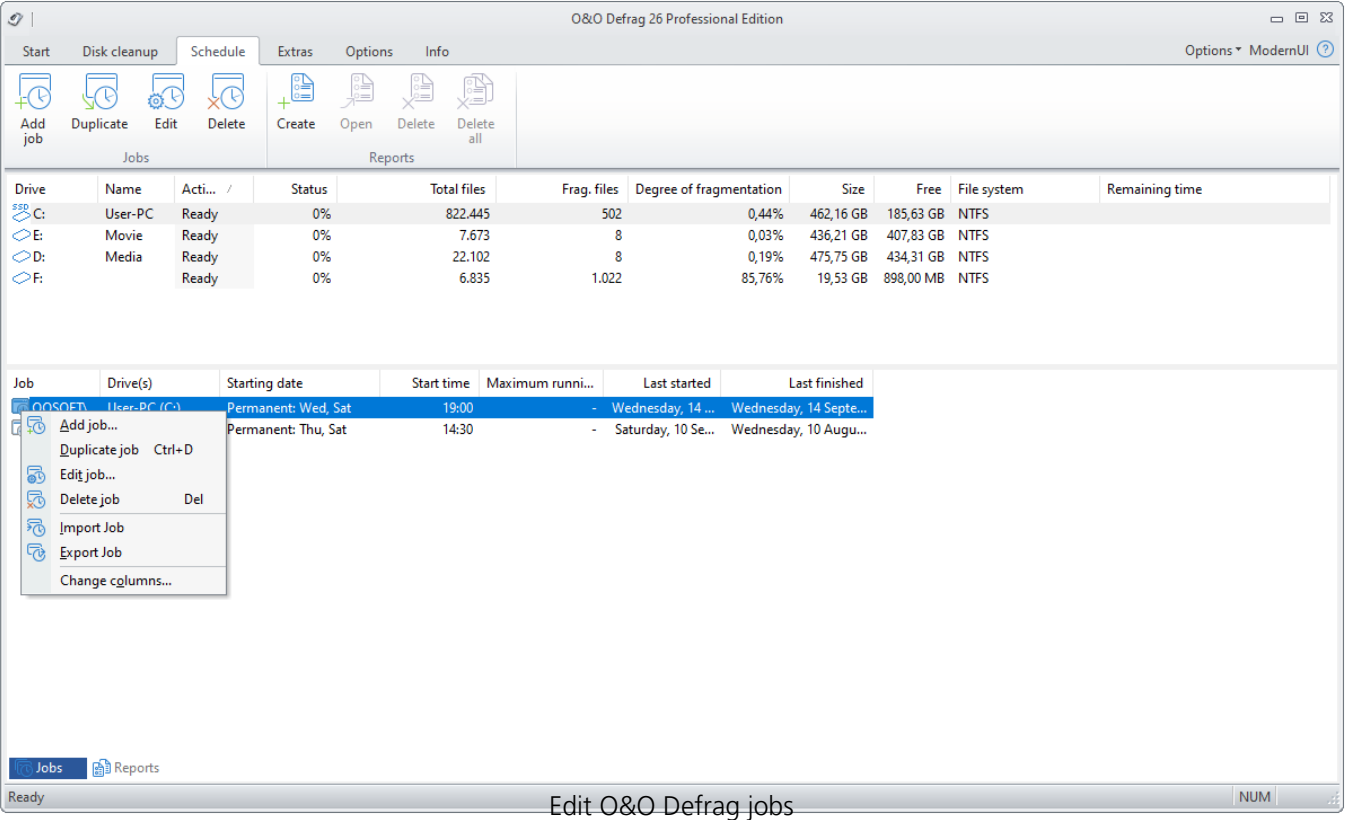 O&O Defrag 26 Professional Edition
Start Disk cleanup Schedule Extras Options Info Options ModernUI ?
Add job Duplicate Edit Delete Create Open Delete Delete all
Jobs Reports
Drive Name Acti... / Status Total files Frag. files Degree of fragmentation Size Free File system Remaining time
SSD C: User-PC Ready 0% 822.445 502 0,44% 462,16 GB 185,63 GB NTFS
E: Movie Ready 0% 7.673 8 0,03% 436,21 GB 407,83 GB NTFS
D: Media Ready 0% 22.102 8 0,19% 475,75 GB 434,31 GB NTFS
F: Ready 0% 6.835 1.022 85,76% 19,53 GB 898,00 MB NTFS
Job Drive(s) Starting date Start time Maximum runni... Last started Last finished
OOSOFT\ User-PC (C:) Permanent: Wed, Sat 19:00 - Wednesday, 14 ... Wednesday, 14 Septe...
Permanent: Thu, Sat 14:30 - Saturday, 10 Se... Wednesday, 10 Augu...
Add job...
Duplicate job Ctrl+D
Edit job...
Delete job Del
Import Job
Export Job
Change columns...
Jobs Reports
Ready NUM
Edit O&O Defrag jobs